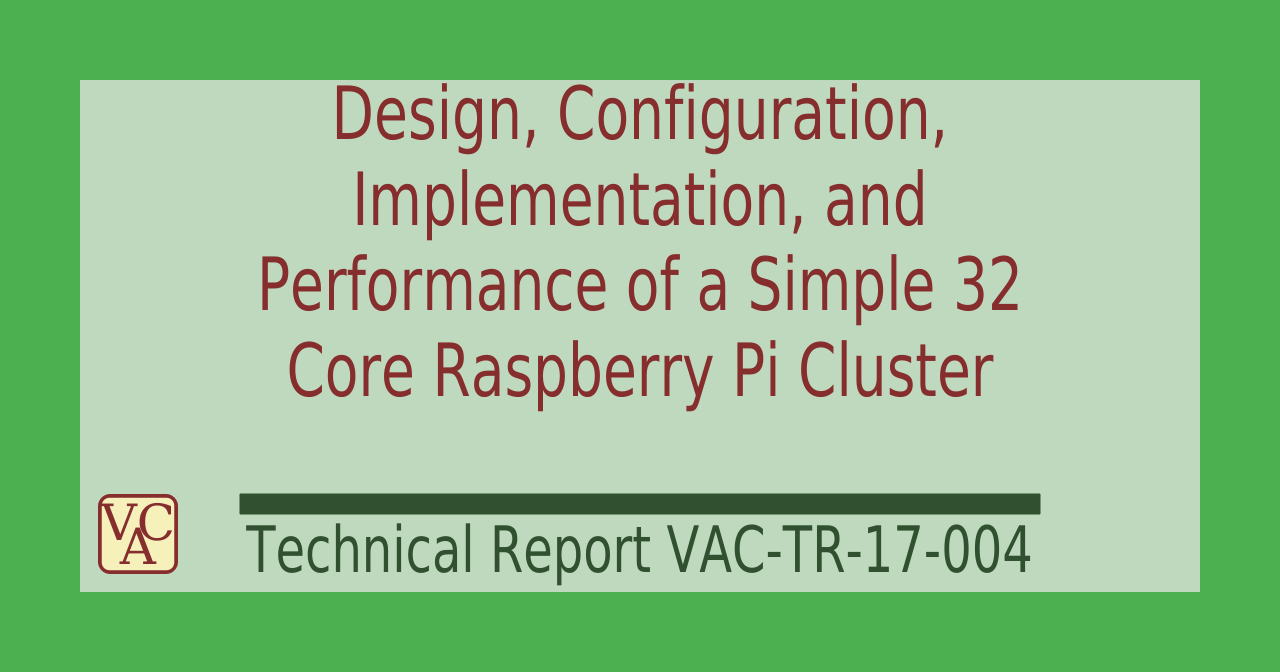 Design, Configuration,
Implementation, and
Performance of a Simple 32
Core Raspberry Pi Cluster
VAC
Technical Report VAC-TR-17-004